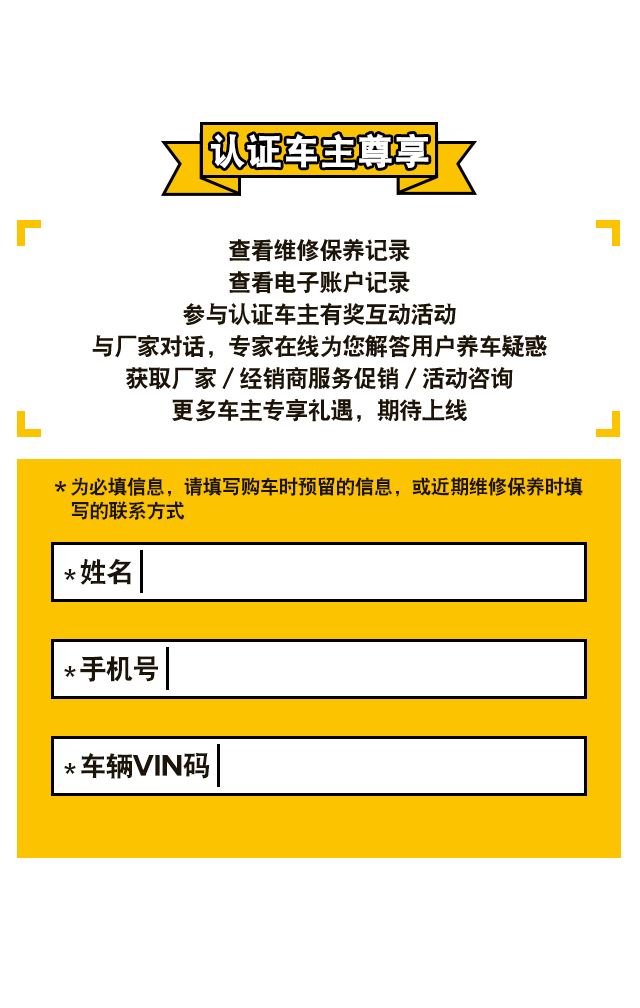 认证车主尊享
查看维修保养记录
查看电子账户记录
参与认证车主有奖互动活动
与厂家对话，专家在线为您解答用户养车疑惑
获取厂家 / 经销商服务促销 / 活动咨询
更多车主专享礼遇，期待上线
* 为必填信息，请填写购车时预留的信息，或近期维修保养时填
写的联系方式
* 姓名
* 手机号
* 车辆VIN码